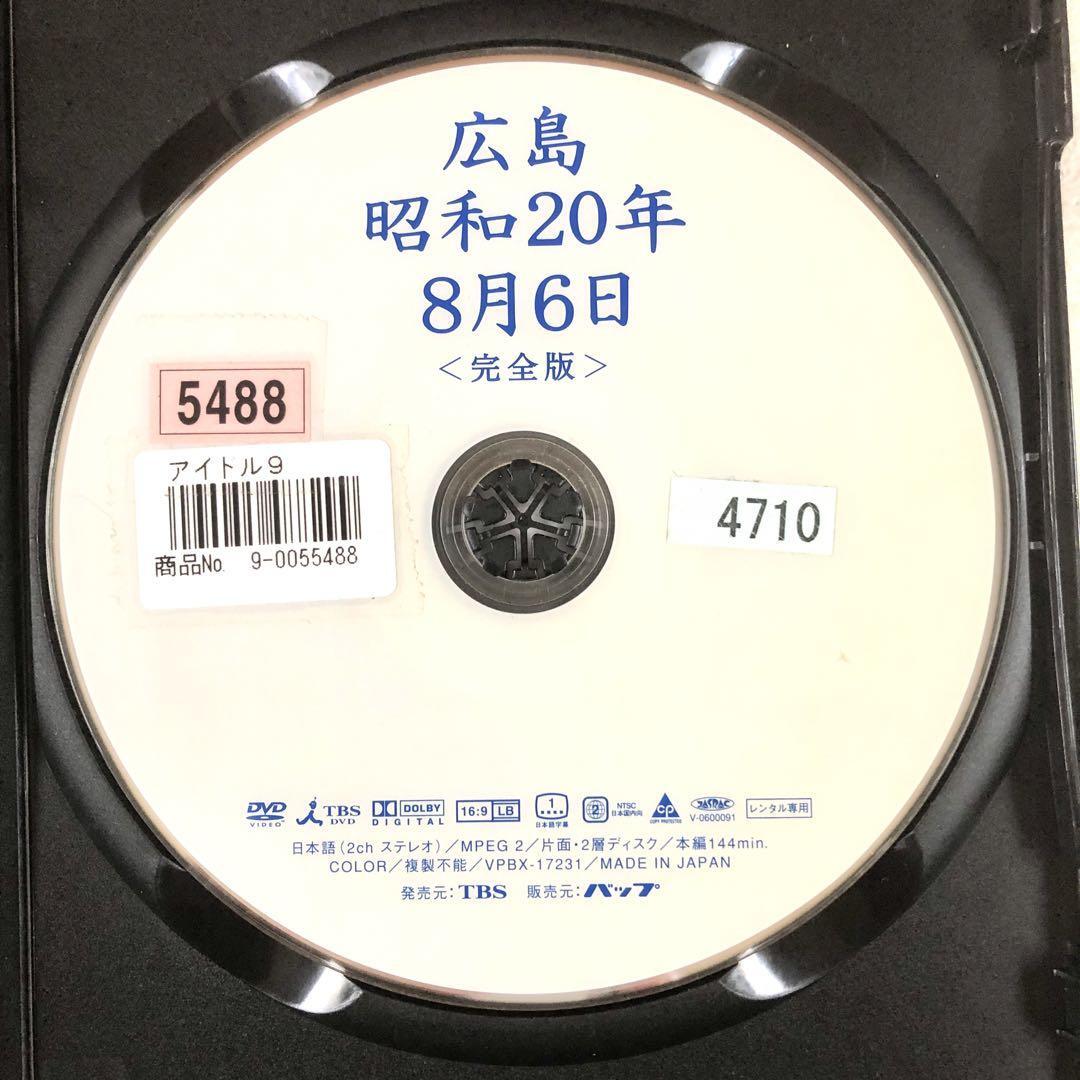 広島
昭和20年
8月6日
<完全版>
5488
アイトル9
商品No. 9-0055488
4710
DVD VIDEO TBS DVD DOLBY DIGITAL 16:9 LB 1 日本語字幕 2 NTSC 日本国内向 CP COPY PROTECTED JASRAC V-0600091 レンタル専用
日本語(2ch ステレオ)/MPEG 2/片面・2層ディスク/本編144min.
COLOR/複製不能/VPBX-17231/MADE IN JAPAN
発売元:TBS 販売元:バップ